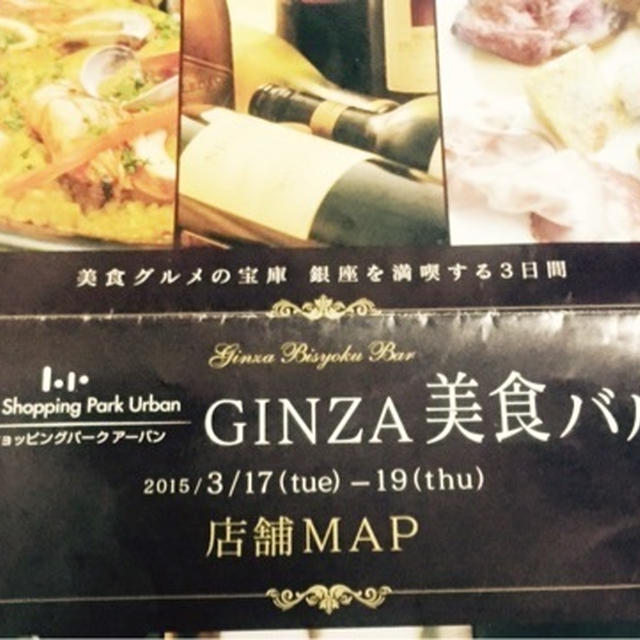 美食グルメの宝庫 銀座を満喫する3日間
Ginza Bisyoku Bar
Shopping Park Urban
ョッピングパーク アーバン
GINZA 美食バル
2015/3/17(tue)–19(thu)
店舗MAP